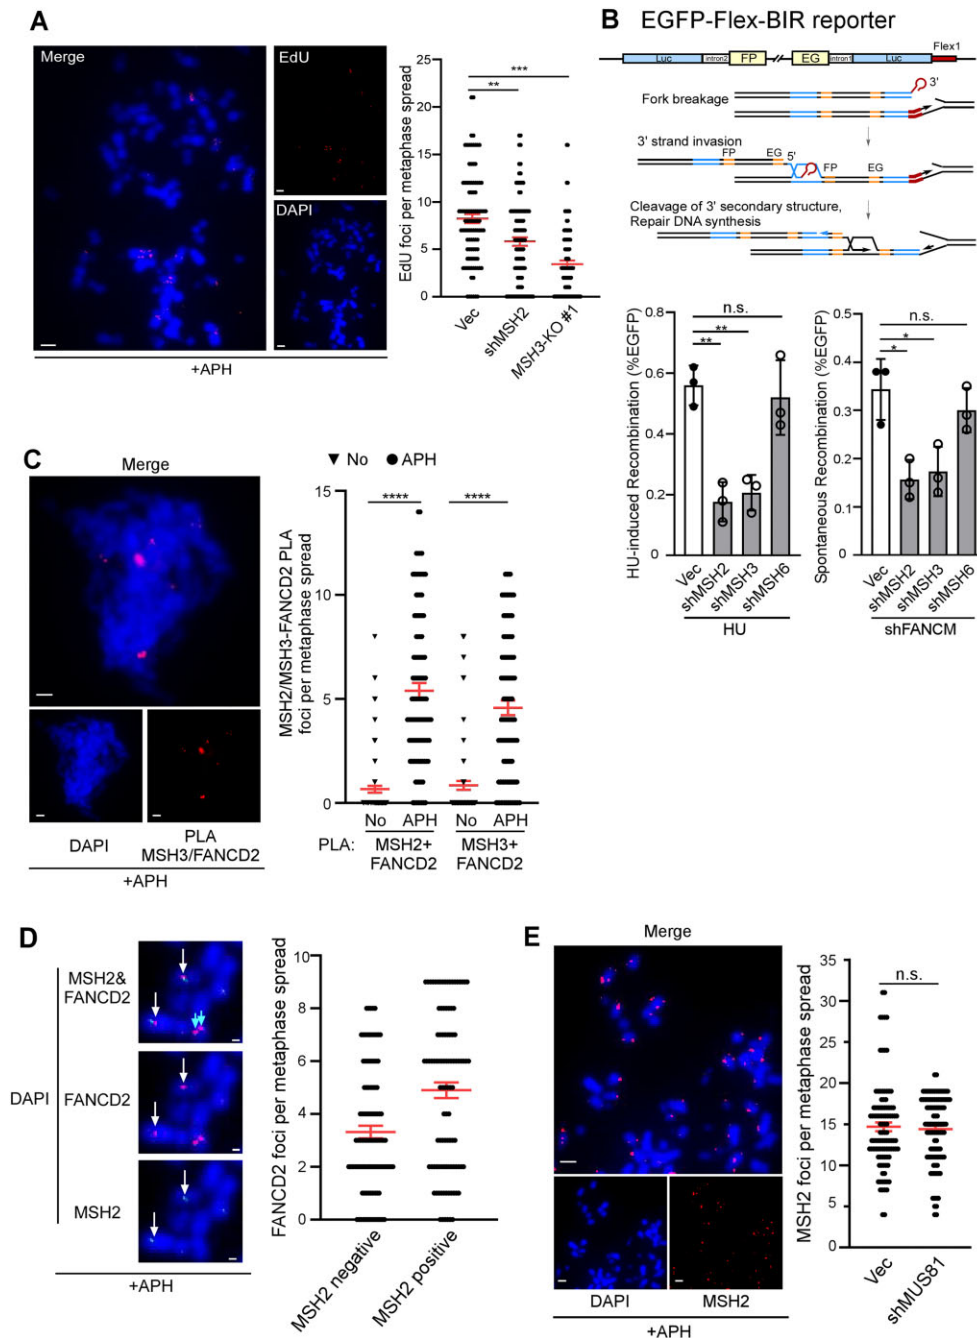 A
Merge
EdU
DAPI
+APH
EdU foci per metaphase spread
25
20
15
10
5
0
**
***
Vec
shMSH2
MSH3-KO #1
B
EGFP-Flex-BIR reporter
Flex1
Luc
intron2
FP
EG
intron1
Luc
Fork breakage
3'
3' strand invasion
FP
EG
5'
FP
EG
Cleavage of 3' secondary structure,
Repair DNA synthesis
HU-induced Recombination (%EGFP)
0.8
0.6
0.4
0.2
0
n.s.
**
**
Vec
shMSH2
shMSH3
shMSH6
HU
Spontaneous Recombination (%EGFP)
0.5
0.4
0.3
0.2
0.1
0
n.s.
*
*
Vec
shMSH2
shMSH3
shMSH6
shFANCM
C
Merge
DAPI
PLA
MSH3/FANCD2
+APH
No
APH
MSH2/MSH3-FANCD2 PLA
foci per metaphase spread
15
10
5
0
****
****
No
APH
No
APH
PLA:
MSH2+
FANCD2
MSH3+
FANCD2
D
DAPI
MSH2&
FANCD2
FANCD2
MSH2
+APH
FANCD2 foci per metaphase spread
10
8
6
4
2
0
MSH2 negative
MSH2 positive
E
Merge
DAPI
MSH2
+APH
MSH2 foci per metaphase spread
35
30
25
20
15
10
5
0
n.s.
Vec
shMUS81